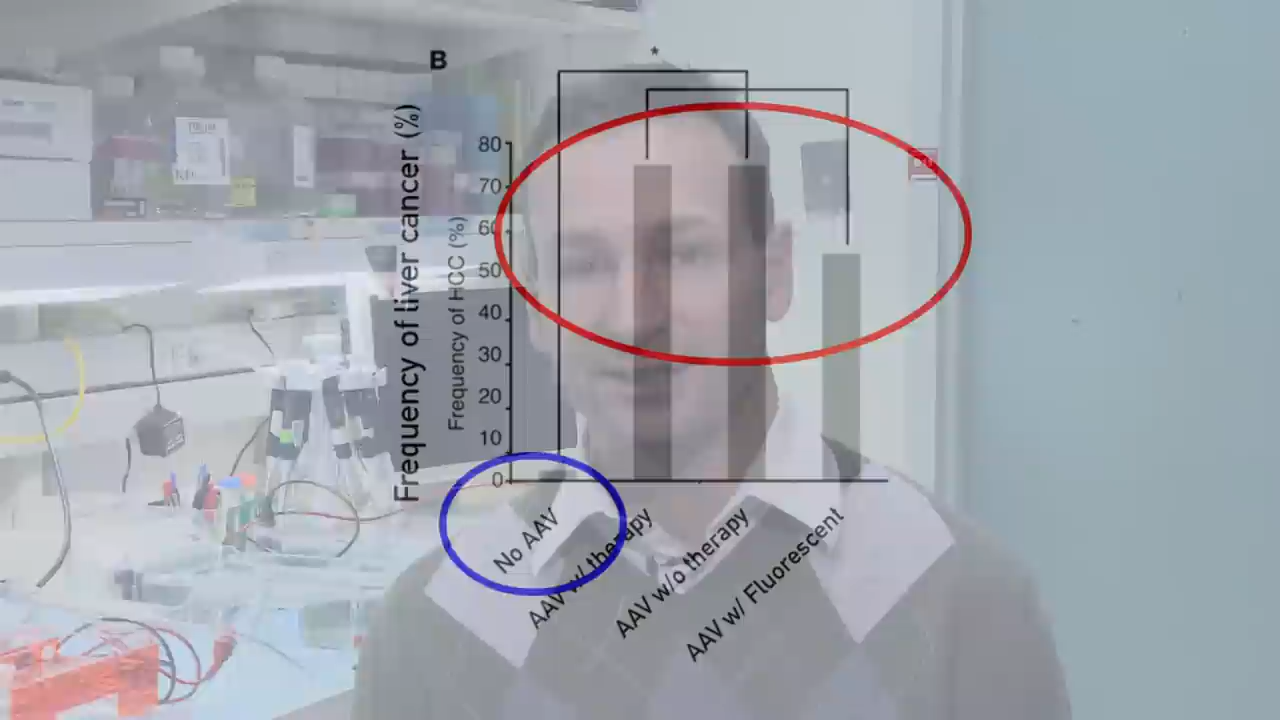 B
*
Frequency of liver cancer (%)
Frequency of HCC (%)
80
70
60
50
40
30
20
10
0
No AAV
AAV w/ therapy
AAV w/o therapy
AAV w/ Fluorescent